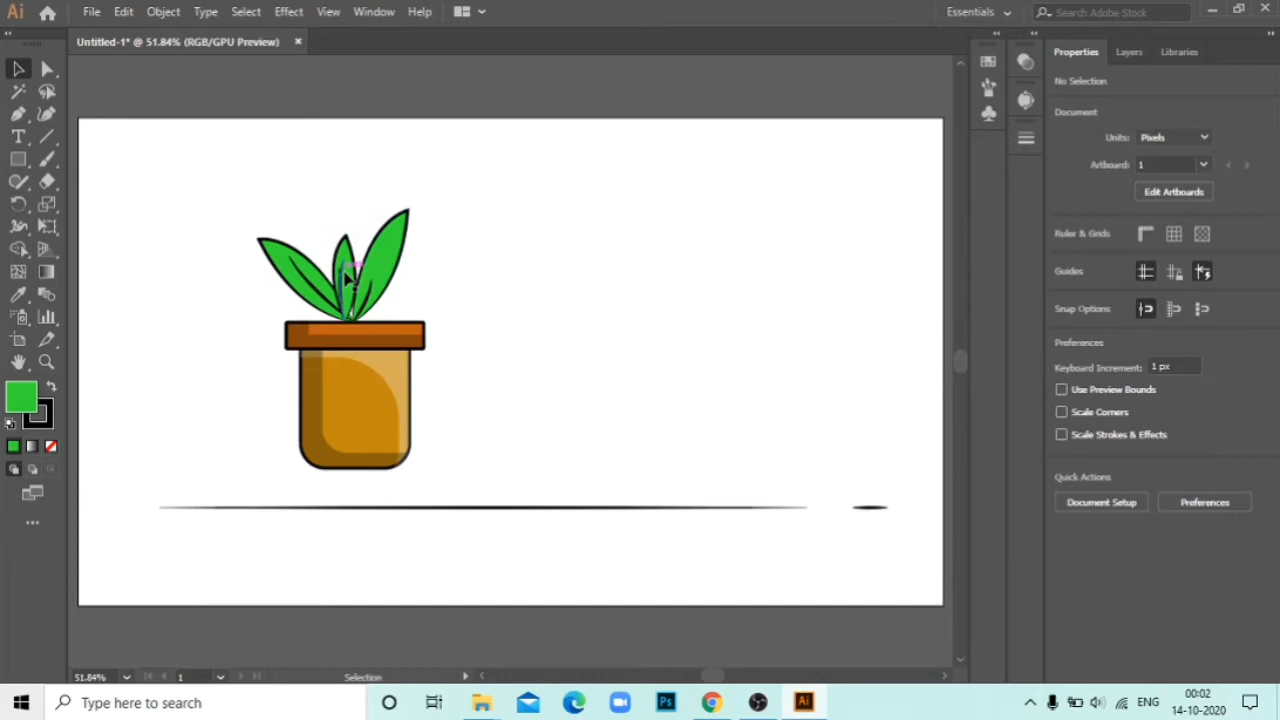 Ai File Edit Object Type Select Effect View Window Help Essentials Search Adobe Stock
Untitled-1* @ 51.84% (RGB/GPU Preview)
Properties Layers Libraries
No Selection
Document
Units: Pixels
Artboard: 1
Edit Artboards
Ruler & Grids
Guides
Snap Options
Preferences
Keyboard Increment: 1 px
Use Preview Bounds
Scale Corners
Scale Strokes & Effects
Quick Actions
Document Setup Preferences
51.84% 1 Selection
Type here to search
Ps Ai
ENG
00:02
14-10-2020